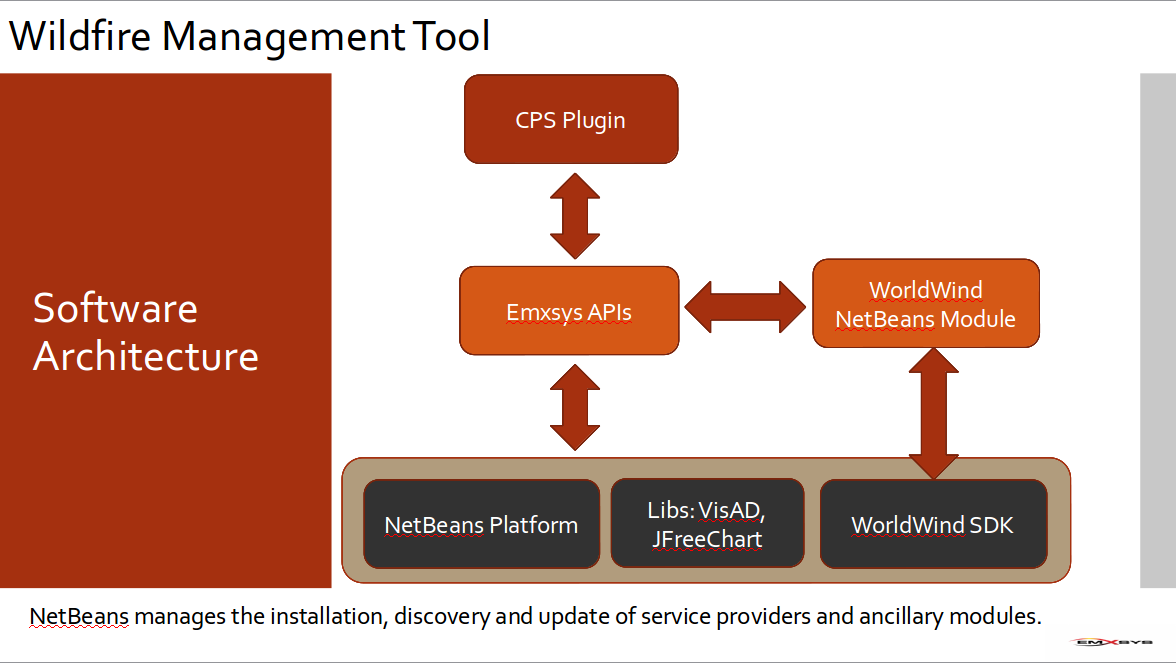 Wildfire Management Tool
Software
Architecture
CPS Plugin
Emxsys APIs
WorldWind
NetBeans Module
NetBeans Platform
Libs: VisAD,
JFreeChart
WorldWind SDK
NetBeans manages the installation, discovery and update of service providers and ancillary modules.
EMXSYS